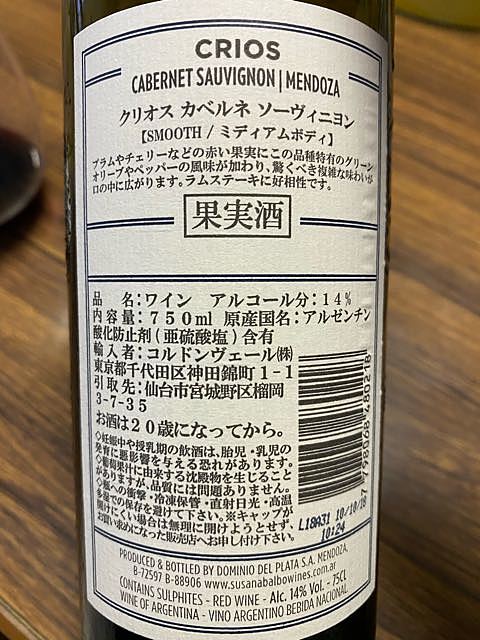 CRIOS
CABERNET SAUVIGNON | MENDOZA
クリオス カベルネ ソーヴィニヨン
【SMOOTH / ミディアムボディ】
プラムやチェリーなどの赤い果実にこの品種特有のグリーン
オリーブやペッパーの風味が加わり、驚くべき複雑な味わいが
口の中に広がります。ラムステーキに好相性です。
果実酒
品 名:ワイン アルコール分:14%
内容量:750ml 原産国名:アルゼンチン
酸化防止剤(亜硫酸塩)含有
輸入者:コルドンヴェール㈱
東京都千代田区神田錦町1-1
引取先:仙台市宮城野区榴岡
3-7-35
お酒は20歳になってから。
◇妊娠中や授乳期の飲酒は、胎児・乳児の
発育に悪影響を与える恐れがあります。
◇葡萄果汁に由来する沈殿物を生じること
がありますが、品質には問題ありません。
◇瓶への衝撃・冷凍保管・直射日光・高温
多湿での保存を避けて下さい。※キャップが
開けにくい場合は無理に開けようとせず、
お買い求めになった販売店へお申し付け下さい。
7798068480218
L18A31 10/10/18
10:24
PRODUCED & BOTTLED BY DOMINIO DEL PLATA S.A. MENDOZA,
B-72597 B-88906 www.susanabalbowines.com.ar
CONTAINS SULPHITES - RED WINE - Alc. 14% Vol. - 75CL
WINE OF ARGENTINA - VINO ARGENTINO BEBIDA NACIONAL